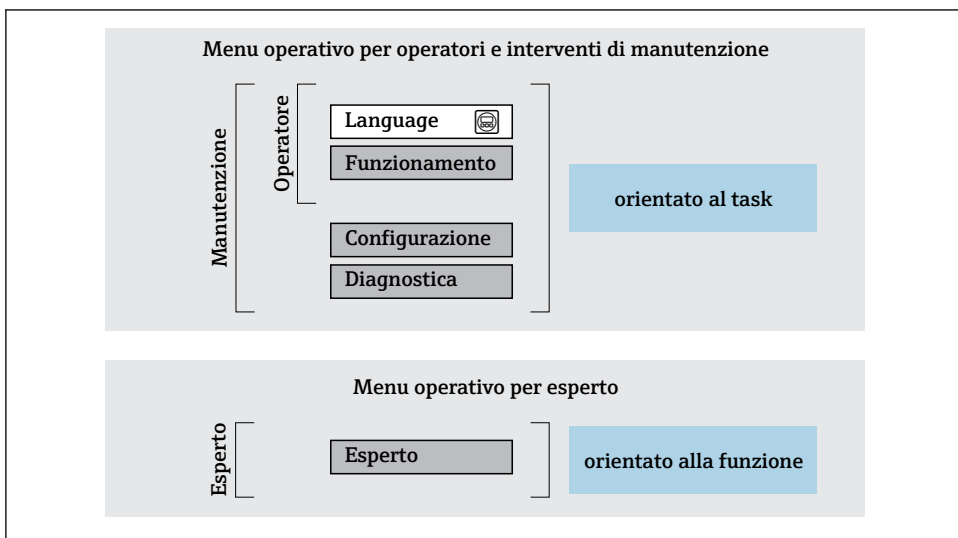 Menu operativo per operatori e interventi di manutenzione
Manutenzione
Operatore
Language
Funzionamento
Configurazione
Diagnostica
orientato al task
Menu operativo per esperto
Esperto
Esperto
orientato alla funzione